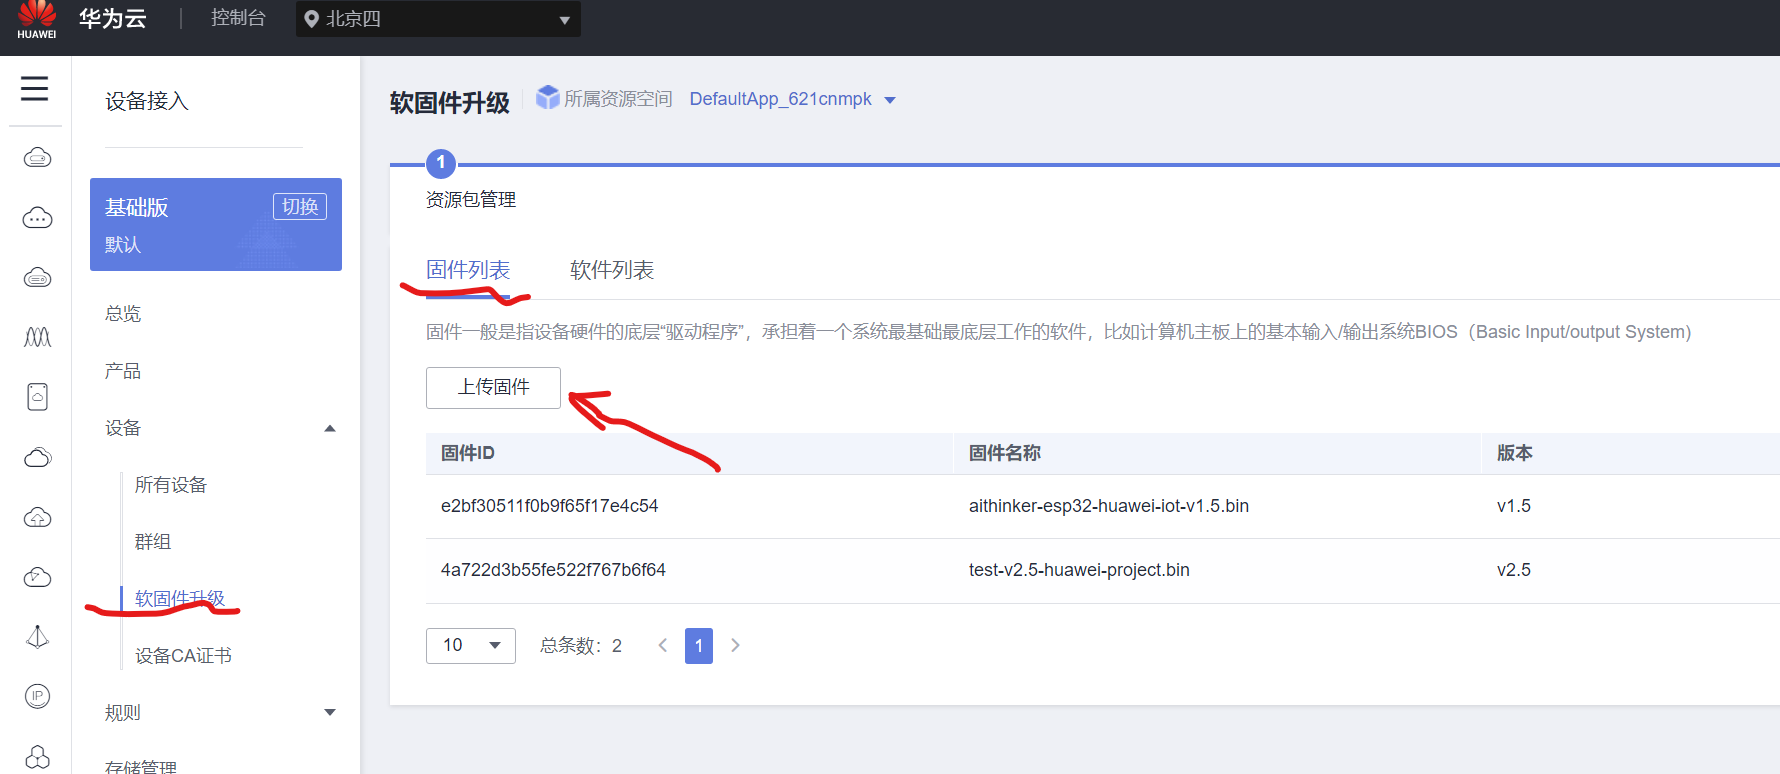 HUAWEI
华为云
控制台
北京四
设备接入
基础版
切换
默认
总览
产品
设备
所有设备
群组
软固件升级
设备CA证书
规则
存储管理
IP
软固件升级
所属资源空间
DefaultApp_621cnmpk
1
资源包管理
固件列表
软件列表
固件一般是指设备硬件的底层“驱动程序”，承担着一个系统最基础最底层工作的软件，比如计算机主板上的基本输入/输出系统BIOS（Basic Input/output System）
上传固件
固件ID 固件名称 版本
e2bf30511f0b9f65f17e4c54 aithinker-esp32-huawei-iot-v1.5.bin v1.5
4a722d3b55fe522f767b6f64 test-v2.5-huawei-project.bin v2.5
10 总条数：2 < 1 >